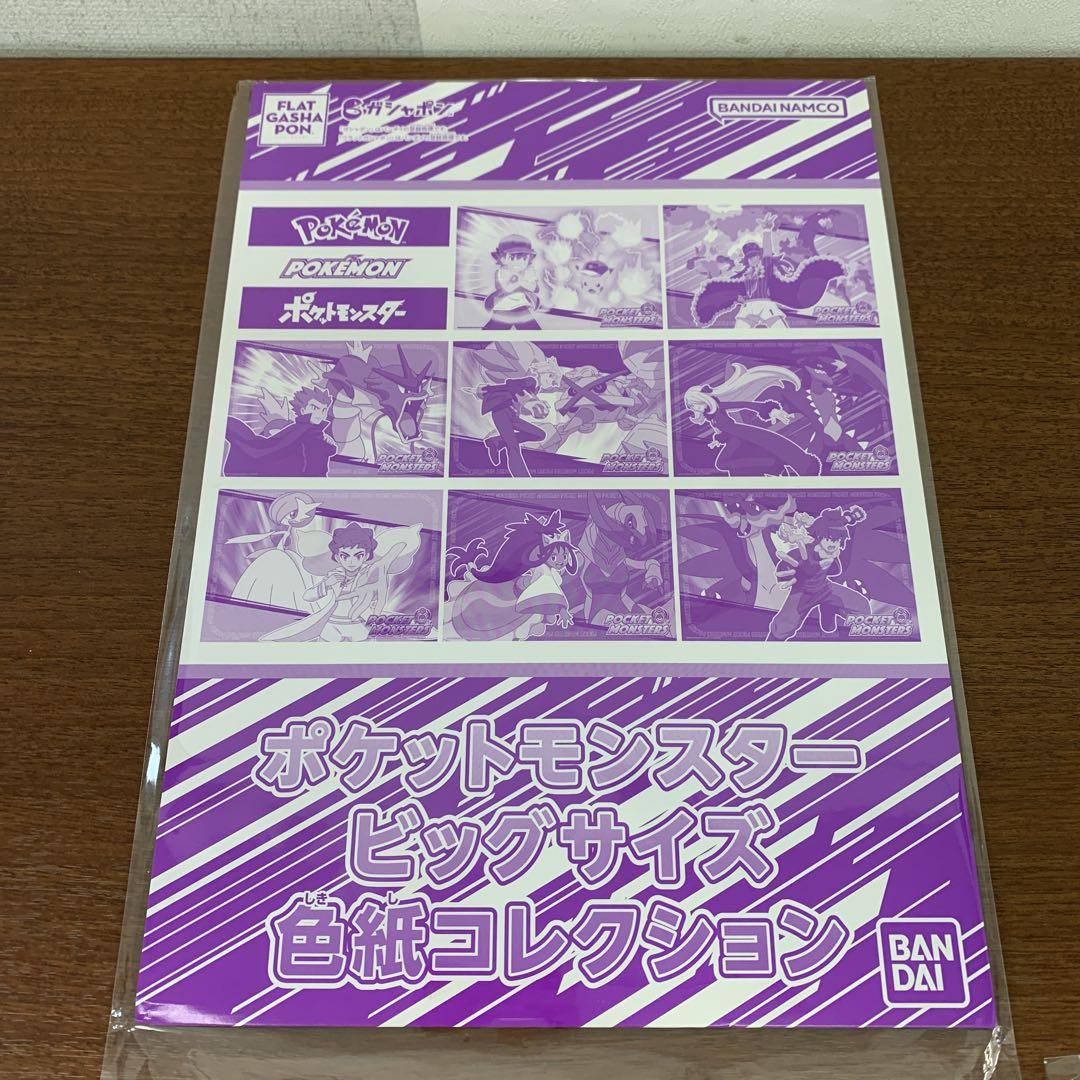 FLAT
GASHA
PON.
ガシャポン
BANDAI NAMCO
POKéMON
POKÉMON
ポケットモンスター
POCKET
MONSTERS
POCKET
MONSTERS
POCKET
MONSTERS
POCKET
MONSTERS
POCKET
MONSTERS
POCKET
MONSTERS
POCKET
MONSTERS
POCKET
MONSTERS
ポケットモンスター
ビッグサイズ
しき し
色紙コレクション
BAN
DAI